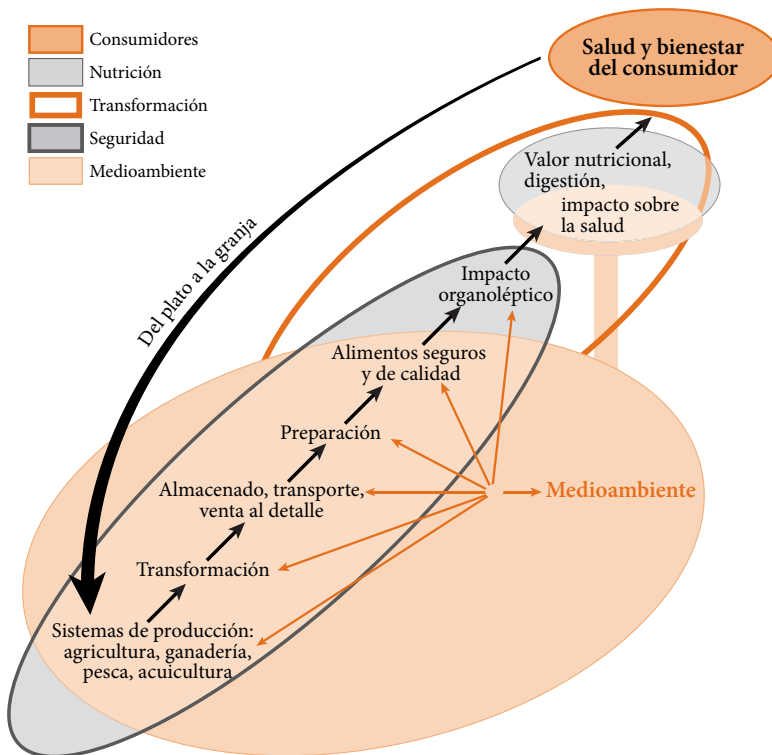 Consumidores
Nutrición
Transformación
Seguridad
Medioambiente
Salud y bienestar
del consumidor
Valor nutricional,
digestión,
impacto sobre
la salud
Del plato a la granja
Impacto
organoléptico
Alimentos seguros
y de calidad
Preparación
Almacenado, transporte,
venta al detalle
Medioambiente
Transformación
Sistemas de producción:
agricultura, ganadería,
pesca, acuicultura